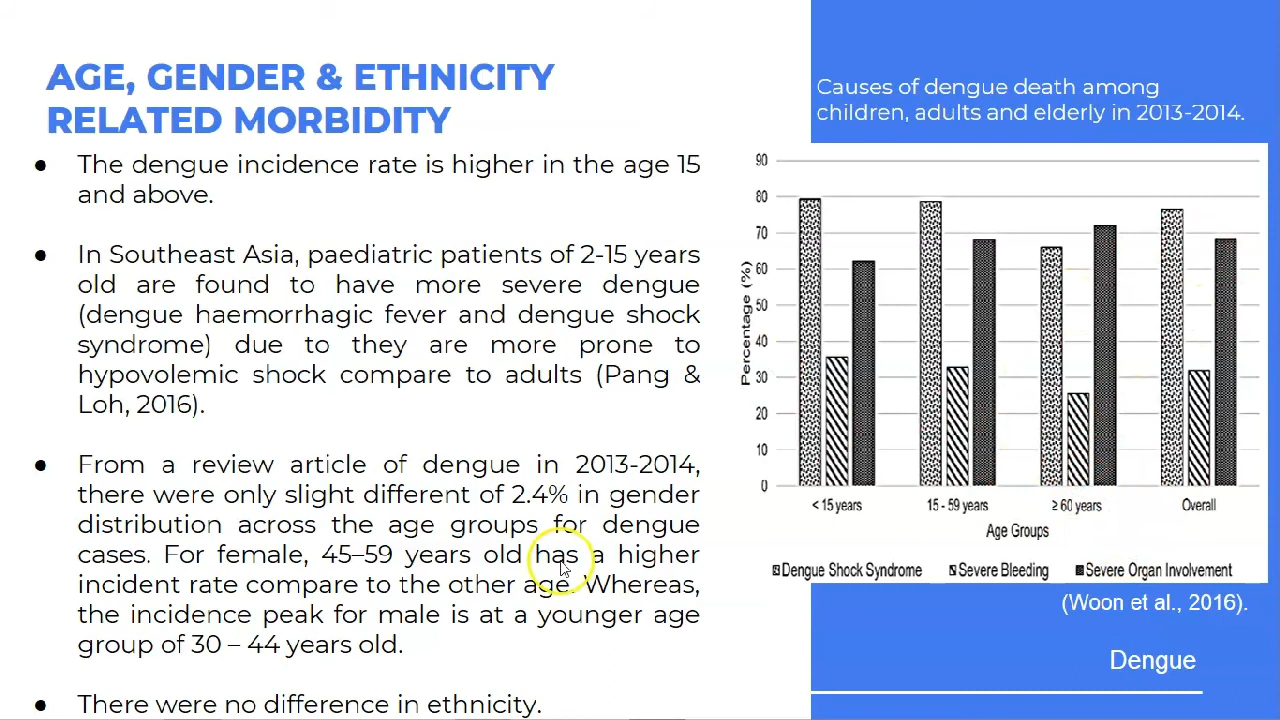 AGE, GENDER & ETHNICITY
RELATED MORBIDITY
● The dengue incidence rate is higher in the age 15
and above.
● In Southeast Asia, paediatric patients of 2-15 years
old are found to have more severe dengue
(dengue haemorrhagic fever and dengue shock
syndrome) due to they are more prone to
hypovolemic shock compare to adults (Pang &
Loh, 2016).
● From a review article of dengue in 2013-2014,
there were only slight different of 2.4% in gender
distribution across the age groups for dengue
cases. For female, 45–59 years old has a higher
incident rate compare to the other age. Whereas,
the incidence peak for male is at a younger age
group of 30 – 44 years old.
● There were no difference in ethnicity.
Causes of dengue death among
children, adults and elderly in 2013-2014.
90
80
70
60
50
40
30
20
10
0
Percentage (%)
< 15 years 15 - 59 years ≥ 60 years Overall
Age Groups
Dengue Shock Syndrome Severe Bleeding Severe Organ Involvement
(Woon et al., 2016).
Dengue